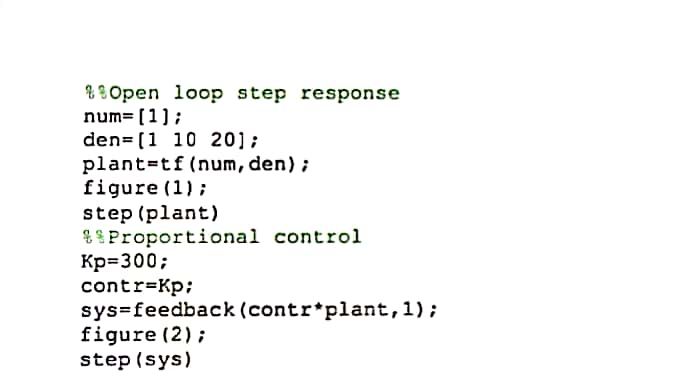 %%Open loop step response
num=[1];
den=[1 10 20];
plant=tf(num,den);
figure(1);
step(plant)
%%Proportional control
Kp=300;
contr=Kp;
sys=feedback(contr*plant,1);
figure(2);
step(sys)